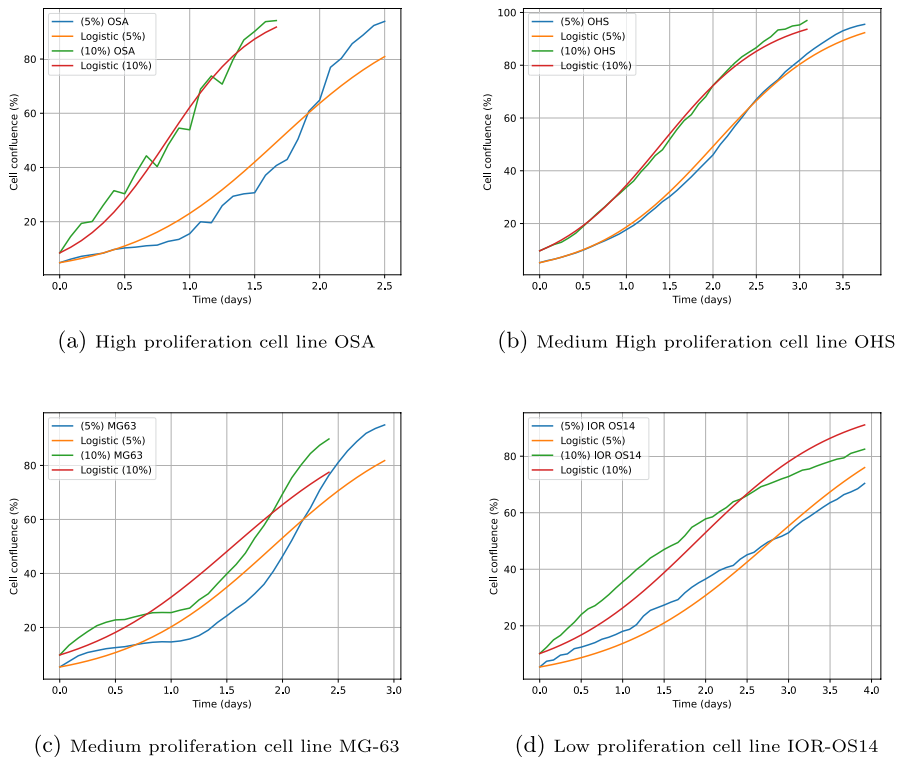 (5%) OSA
Logistic (5%)
(10%) OSA
Logistic (10%)
80
60
40
20
Cell confluence (%)
0.0 0.5 1.0 1.5 2.0 2.5
Time (days)
(a) High proliferation cell line OSA
(5%) OHS
Logistic (5%)
(10%) OHS
Logistic (10%)
100
80
60
40
20
Cell confluence (%)
0.0 0.5 1.0 1.5 2.0 2.5 3.0 3.5
Time (days)
(b) Medium High proliferation cell line OHS
(5%) MG63
Logistic (5%)
(10%) MG63
Logistic (10%)
80
60
40
20
Cell confluence (%)
0.0 0.5 1.0 1.5 2.0 2.5 3.0
Time (days)
(c) Medium proliferation cell line MG-63
(5%) IOR OS14
Logistic (5%)
(10%) IOR OS14
Logistic (10%)
80
60
40
20
Cell confluence (%)
0.0 0.5 1.0 1.5 2.0 2.5 3.0 3.5 4.0
Time (days)
(d) Low proliferation cell line IOR-OS14